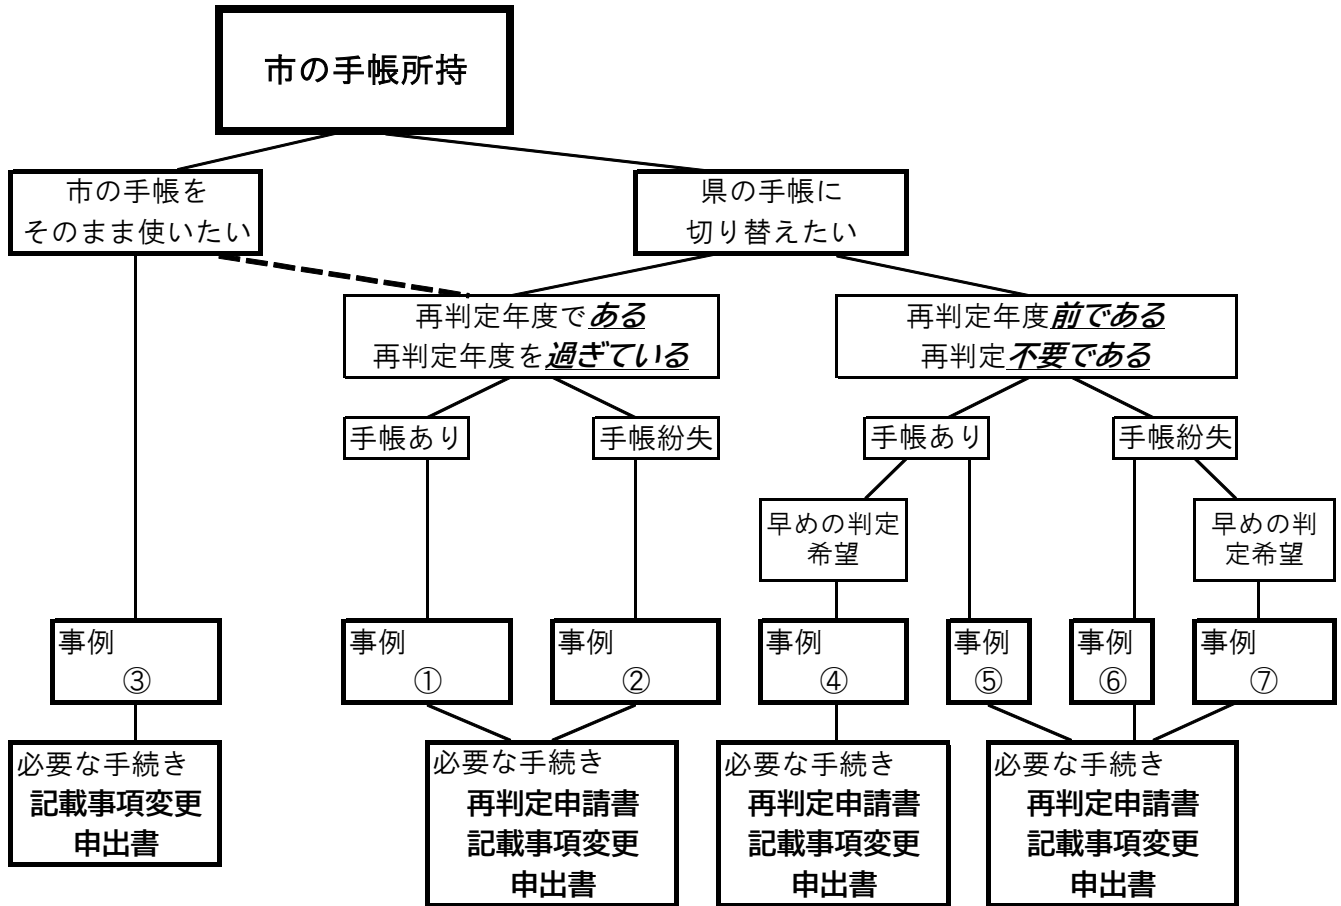 市の手帳所持
市の手帳を
そのまま使いたい
県の手帳に
切り替えたい
再判定年度である
再判定年度を過ぎている
再判定年度前である
再判定不要である
手帳あり
手帳紛失
手帳あり
手帳紛失
早めの判定
希望
早めの判
定希望
事例
③
事例
①
事例
②
事例
④
事例
⑤
事例
⑥
事例
⑦
必要な手続き
記載事項変更
申出書
必要な手続き
再判定申請書
記載事項変更
申出書
必要な手続き
再判定申請書
記載事項変更
申出書
必要な手続き
再判定申請書
記載事項変更
申出書